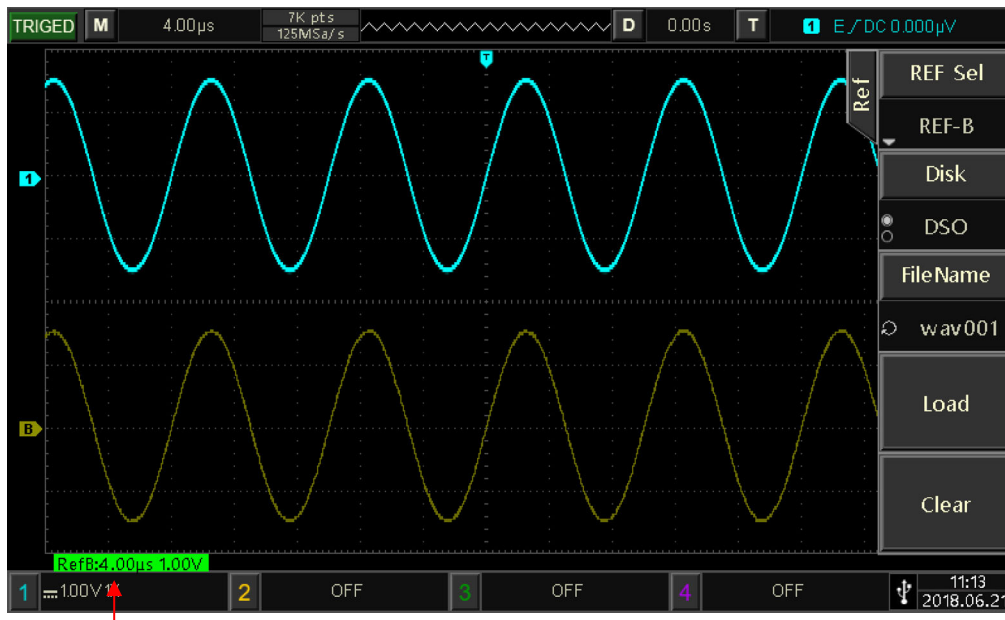 TRIGED M 4.00µs 7K pts D 0.00s T 1 E DC 0.000µV
125MSa/s
T
Ref
REF Sel
REF-B
1
Disk
DSO
FileName
wav001
B
Load
Clear
RefB:4.00µs 1.00V
1 1.00V 2 OFF 3 OFF 4 OFF 11:13
2018.06.21